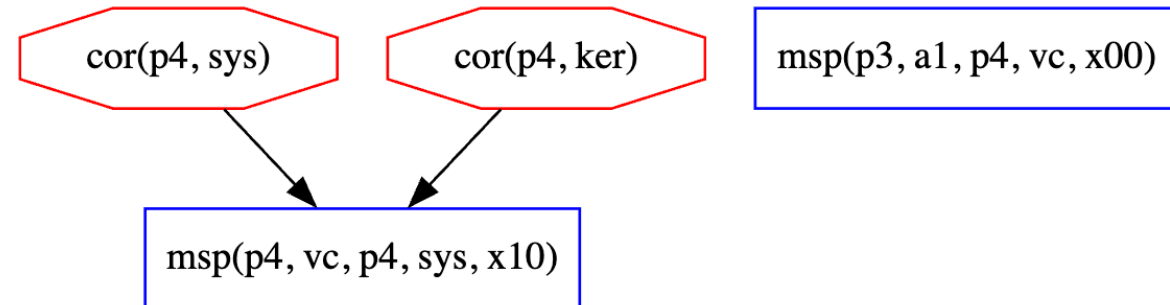 cor(p4, sys)
cor(p4, ker)
msp(p3, a1, p4, vc, x00)
msp(p4, vc, p4, sys, x10)